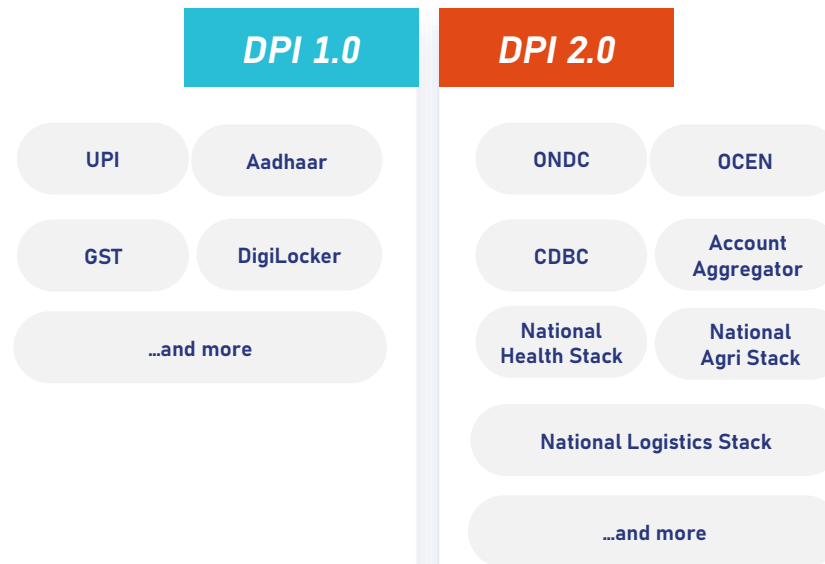 DPI 1.0
UPI
Aadhaar
GST
DigiLocker
...and more
DPI 2.0
ONDC
OCEN
CDBC
Account
Aggregator
National
Health Stack
National
Agri Stack
National Logistics Stack
...and more